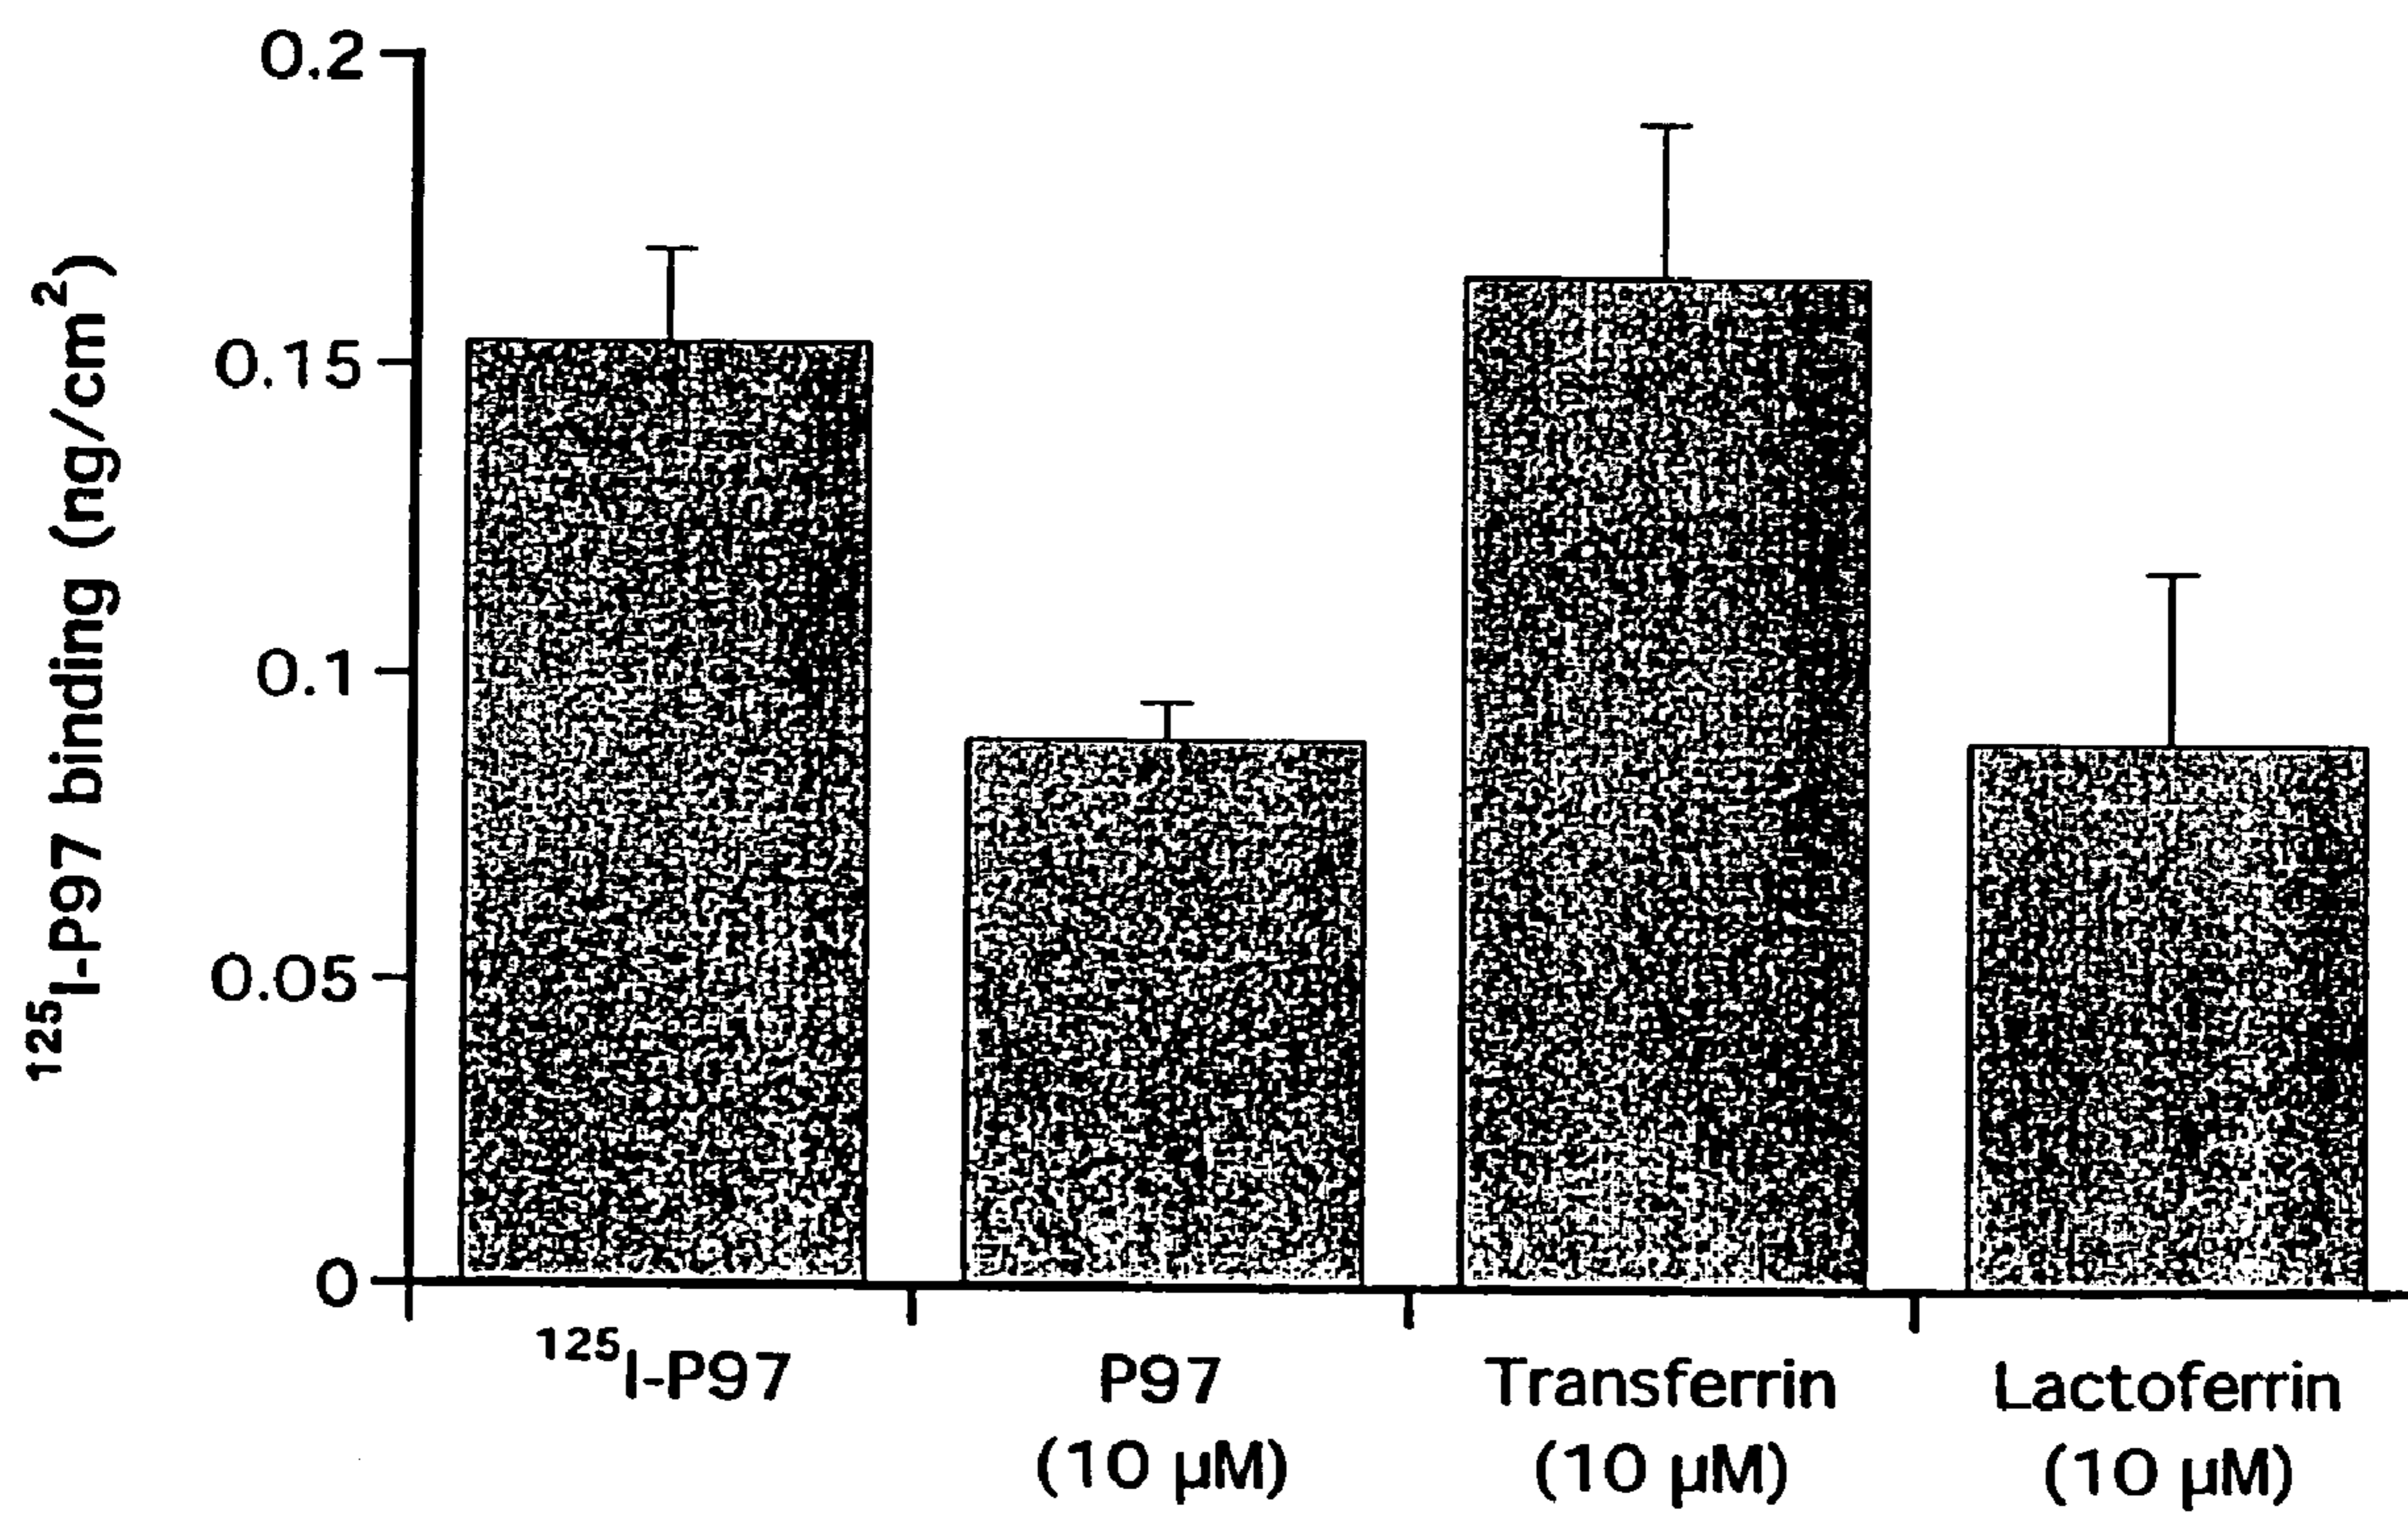 0.2
0.15
0.1
0.05
0
¹²⁵I-P97 binding (ng/cm²)
¹²⁵I-P97
P97
(10 µM)
Transferrin
(10 µM)
Lactoferrin
(10 µM)